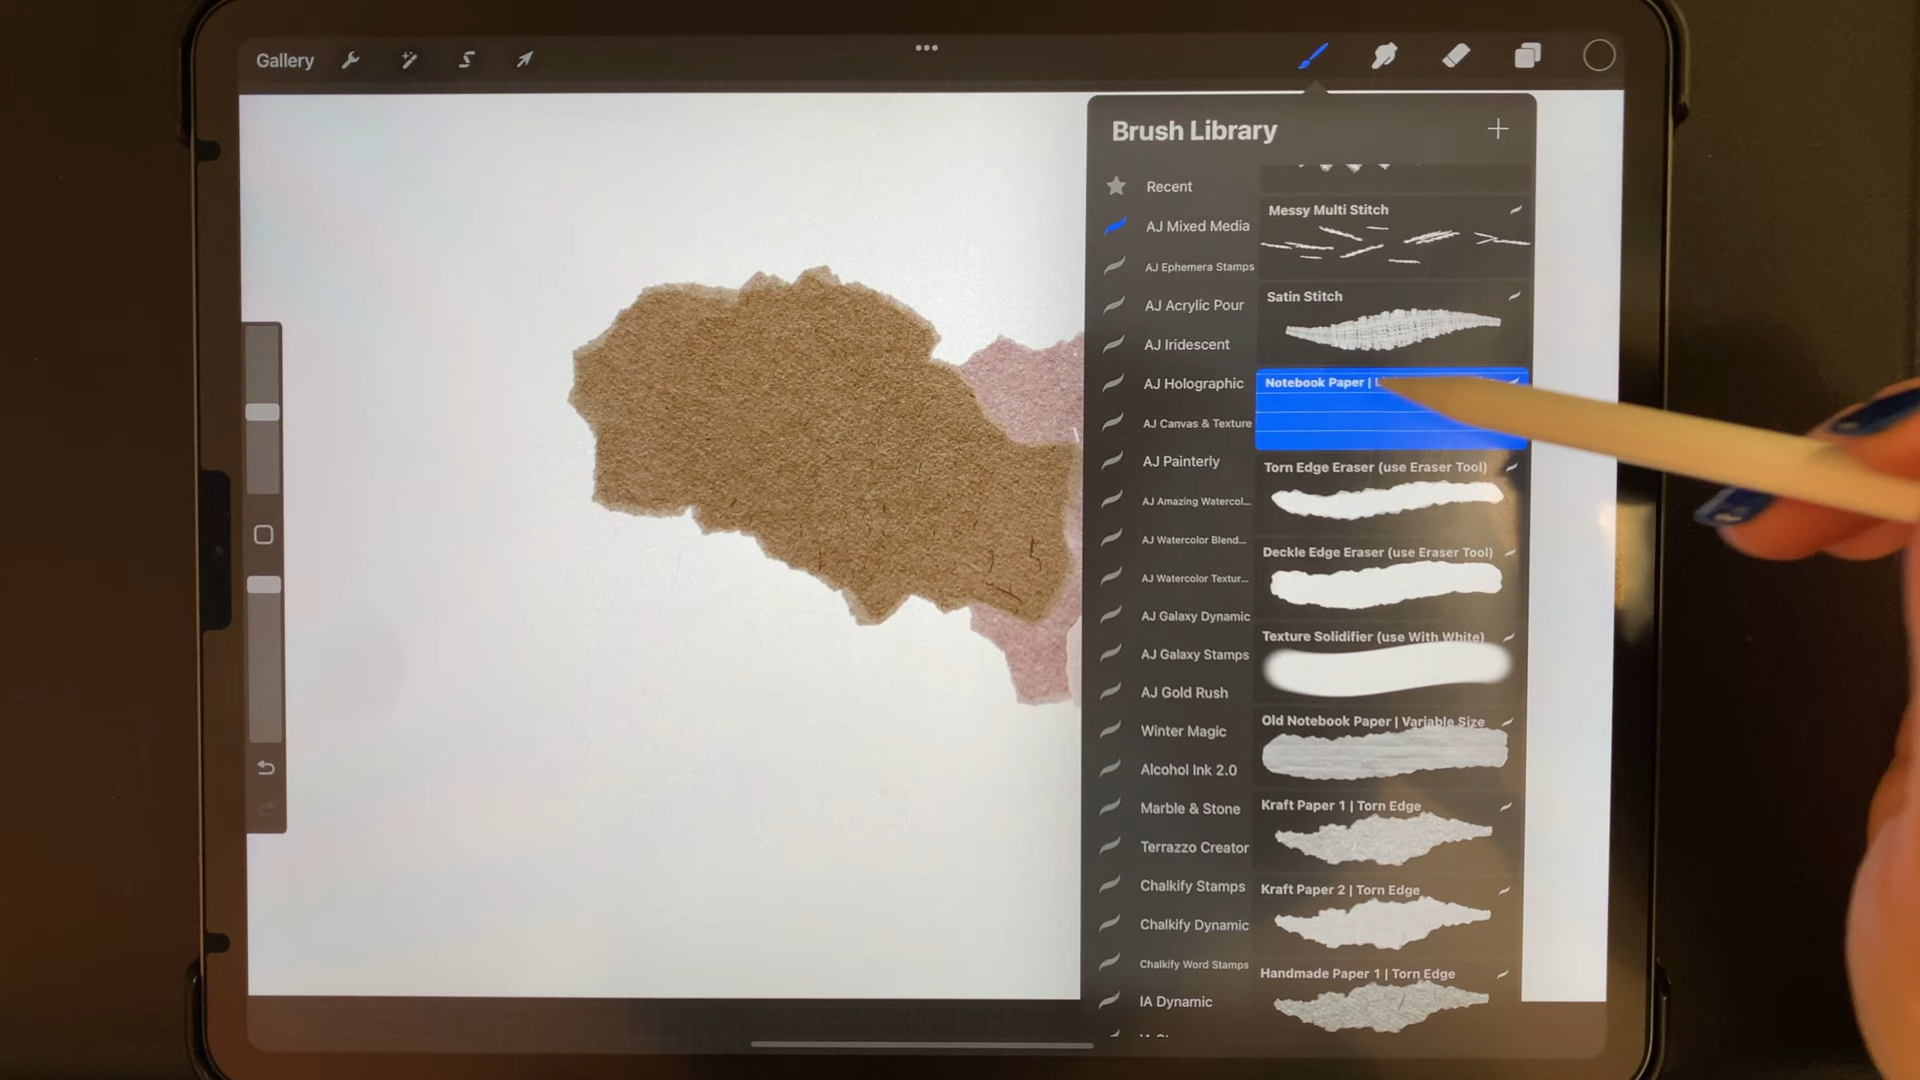 Gallery
Brush Library
Recent
AJ Mixed Media
AJ Ephemera Stamps
AJ Acrylic Pour
AJ Iridescent
AJ Holographic
AJ Canvas & Texture
AJ Painterly
AJ Amazing Watercol...
AJ Watercolor Blend...
AJ Watercolor Textur...
AJ Galaxy Dynamic
AJ Galaxy Stamps
AJ Gold Rush
Winter Magic
Alcohol Ink 2.0
Marble & Stone
Terrazzo Creator
Chalkify Stamps
Chalkify Dynamic
Chalkify Word Stamps
IA Dynamic
Messy Multi Stitch
Satin Stitch
Notebook Paper |
Torn Edge Eraser (use Eraser Tool)
Deckle Edge Eraser (use Eraser Tool)
Texture Solidifier (use With White)
Old Notebook Paper | Variable Size
Kraft Paper 1 | Torn Edge
Kraft Paper 2 | Torn Edge
Handmade Paper 1 | Torn Edge